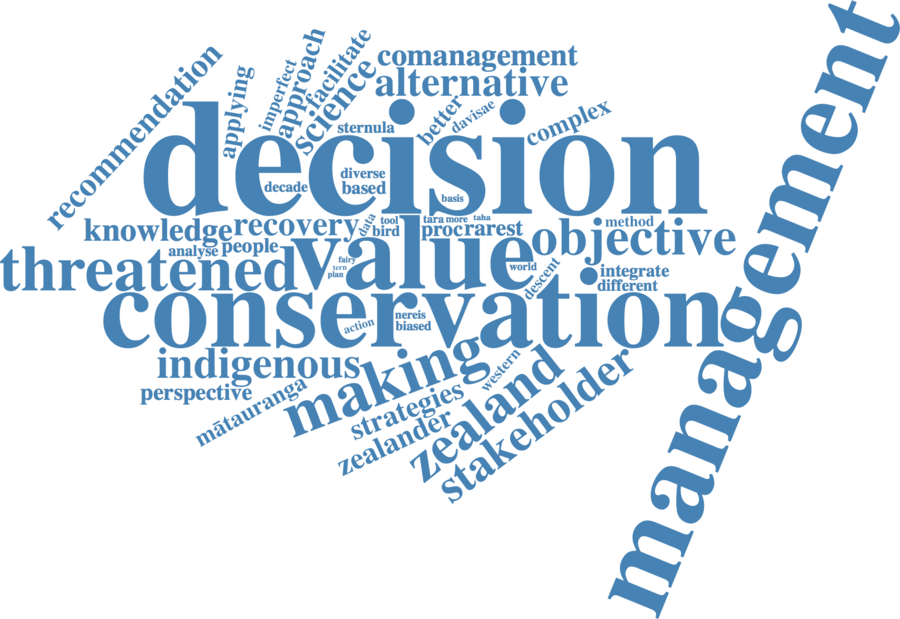 comanagement
alternative
recommendation
applying
imperfect
approach
facilitate
science
better
davisae
complex
sternula
decision
diverse
decade
based
basis
knowledge
recovery
data
tool
bird
tara
more
taha
proc
rarest
method
objective
analyse
people
value
fairy
tern
plan
world
descent
integrate
different
threatened
conservation
action
nereis
biased
management
indigenous
perspective
mātauranga
making
western
strategies
zealander
zealand
stakeholder